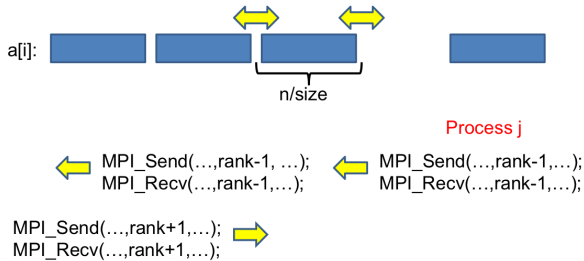 a[i]:
n/size
Process j
MPI_Send(…,rank-1, …);
MPI_Recv(…,rank-1,…);
MPI_Send(…,rank-1,…);
MPI_Recv(…,rank-1,…);
MPI_Send(…,rank+1,…);
MPI_Recv(…,rank+1,…);